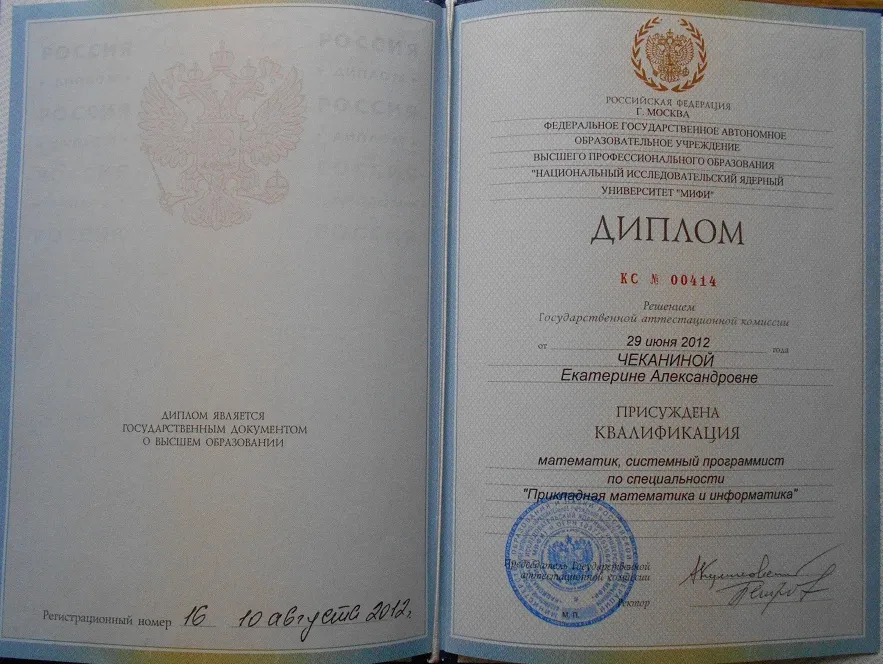 РОССИЯ
РОССИЯ
ДИПЛОМ ЯВЛЯЕТСЯ
ГОСУДАРСТВЕННЫМ ДОКУМЕНТОМ
О ВЫСШЕМ ОБРАЗОВАНИИ
Регистрационный номер 16 10 августа 2012г.
РОССИЙСКАЯ ФЕДЕРАЦИЯ
Г. МОСКВА
ФЕДЕРАЛЬНОЕ ГОСУДАРСТВЕННОЕ АВТОНОМНОЕ
ОБРАЗОВАТЕЛЬНОЕ УЧРЕЖДЕНИЕ
ВЫСШЕГО ПРОФЕССИОНАЛЬНОГО ОБРАЗОВАНИЯ
"НАЦИОНАЛЬНЫЙ ИССЛЕДОВАТЕЛЬСКИЙ ЯДЕРНЫЙ
УНИВЕРСИТЕТ "МИФИ"
ДИПЛОМ
КС № 00414
Решением
Государственной аттестационной комиссии
от 29 июня 2012 года
ЧЕКАНИНОЙ
Екатерине Александровне
ПРИСУЖДЕНА
КВАЛИФИКАЦИЯ
математик, системный программист
по специальности
"Прикладная математика и информатика"
Председатель Государственной
аттестационной комиссии
Ректор
М.П.